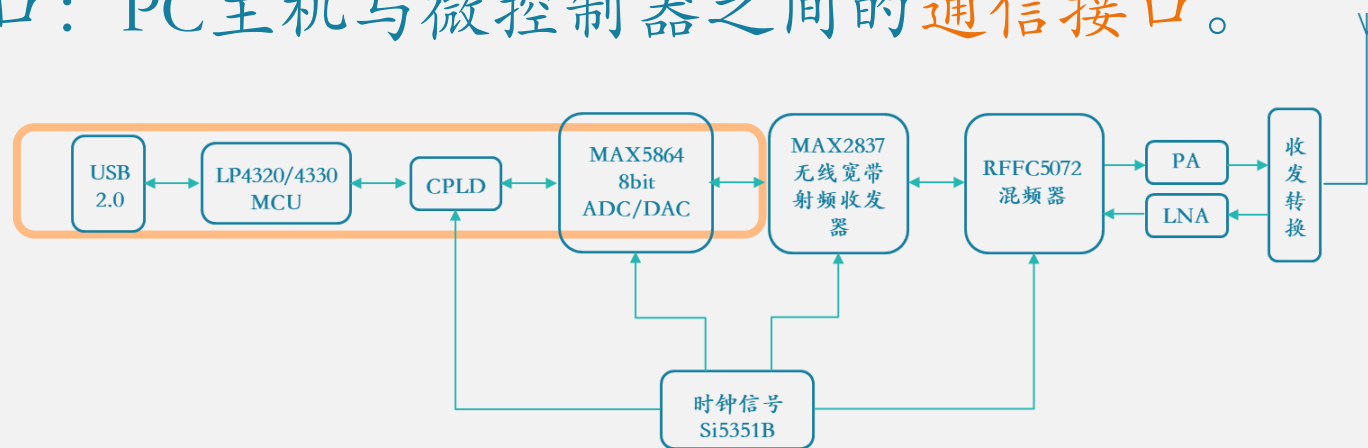 口：PC主机与微控制器之间的通信接口。
USB
2.0
LP4320/4330
MCU
CPLD
MAX5864
8bit
ADC/DAC
MAX2837
无线宽带
射频收发
器
RFFC5072
混频器
PA
LNA
收
发
转
换
时钟信号
Si5351B